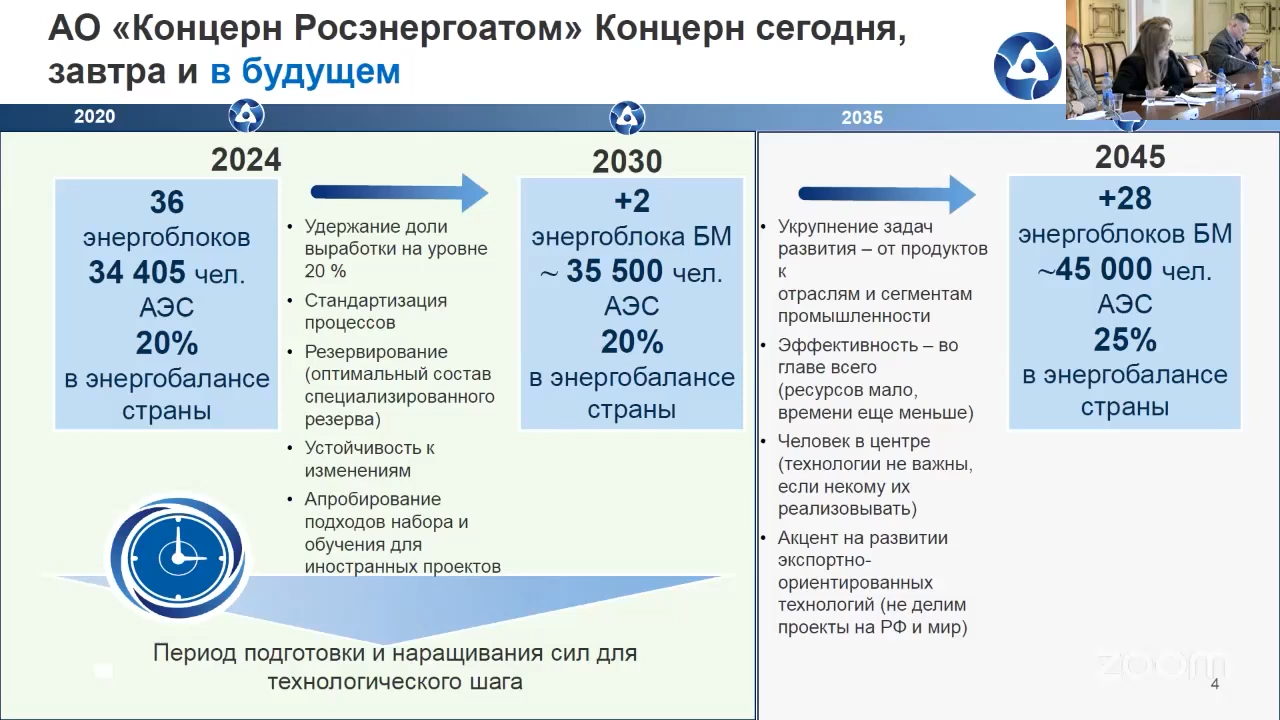 АО «Концерн Росэнергоатом» Концерн сегодня,
завтра и в будущем
2020
2035
2024
36
энергоблоков
34 405 чел.
АЭС
20%
в энергобалансе
страны
• Удержание доли
выработки на уровне
20 %
• Стандартизация
процессов
• Резервирование
(оптимальный состав
специализированного
резерва)
• Устойчивость к
изменениям
• Апробирование
подходов набора и
обучения для
иностранных проектов
2030
+2
энергоблока БМ
~ 35 500 чел.
АЭС
20%
в энергобалансе
страны
Период подготовки и наращивания сил для
технологического шага
• Укрупнение задач
развития – от продуктов
к
отраслям и сегментам
промышленности
• Эффективность – во
главе всего
(ресурсов мало,
времени еще меньше)
• Человек в центре
(технологии не важны,
если некому их
реализовывать)
• Акцент на развитии
экспортно-
ориентированных
технологий (не делим
проекты на РФ и мир)
2045
+28
энергоблоков БМ
~45 000 чел.
АЭС
25%
в энергобалансе
страны
zoom
4